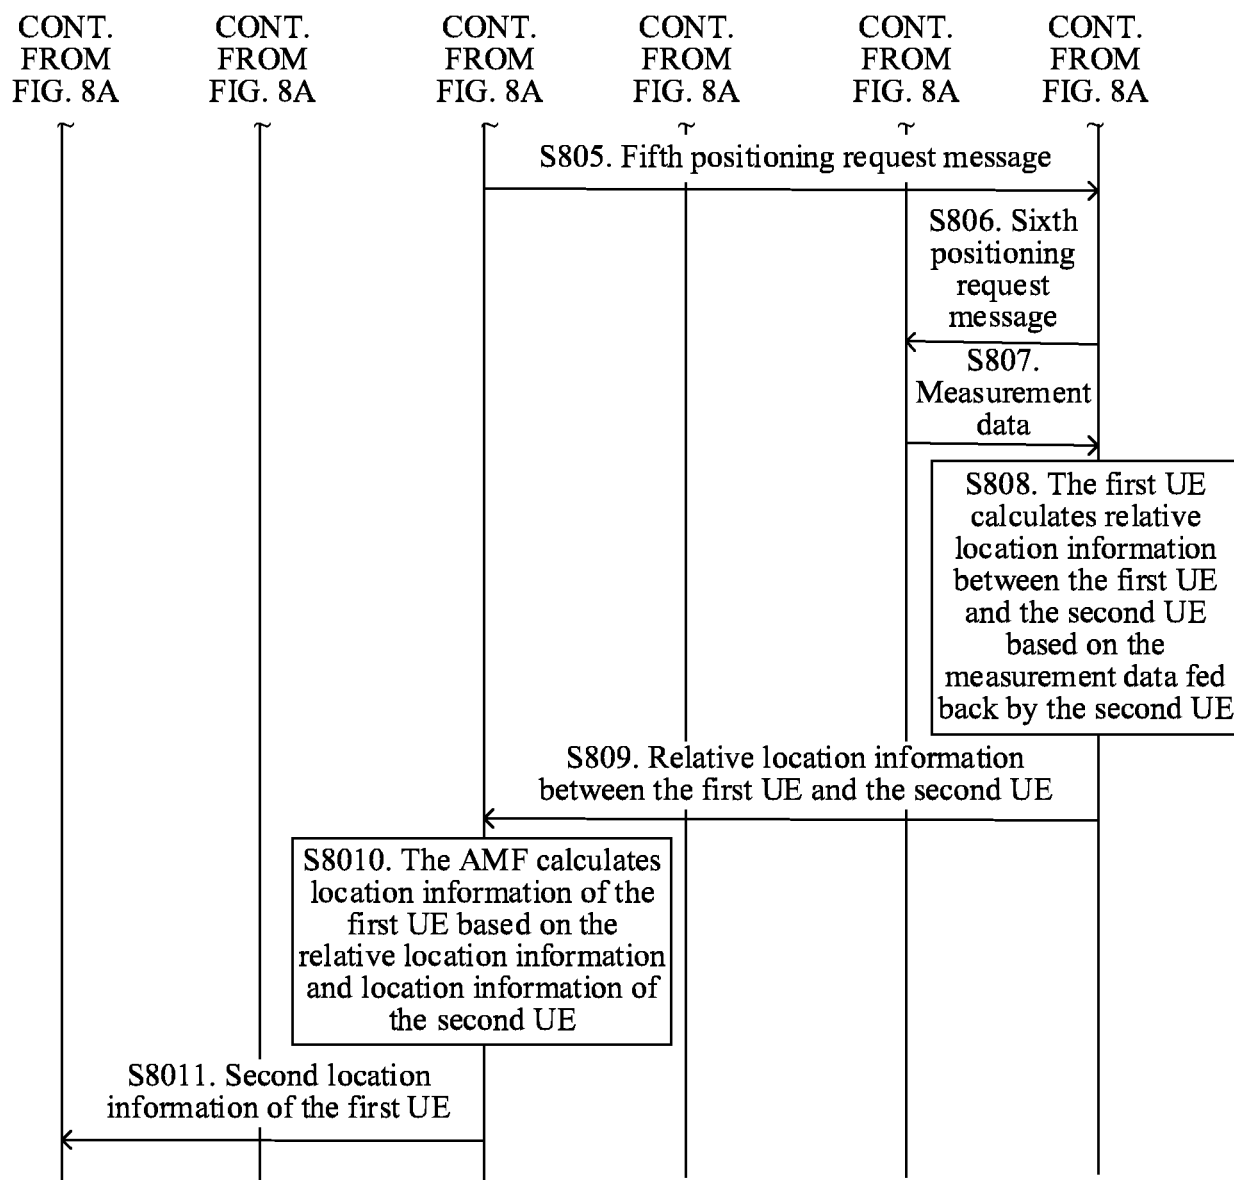 CONT.
FROM
FIG. 8A
CONT.
FROM
FIG. 8A
CONT.
FROM
FIG. 8A
CONT.
FROM
FIG. 8A
CONT.
FROM
FIG. 8A
CONT.
FROM
FIG. 8A
S805. Fifth positioning request message
S806. Sixth
positioning
request
message
S807.
Measurement
data
S808. The first UE
calculates relative
location information
between the first UE
and the second UE
based on the
measurement data fed
back by the second UE
S809. Relative location information
between the first UE and the second UE
S8010. The AMF calculates
location information of the
first UE based on the
relative location information
and location information of
the second UE
S8011. Second location
information of the first UE